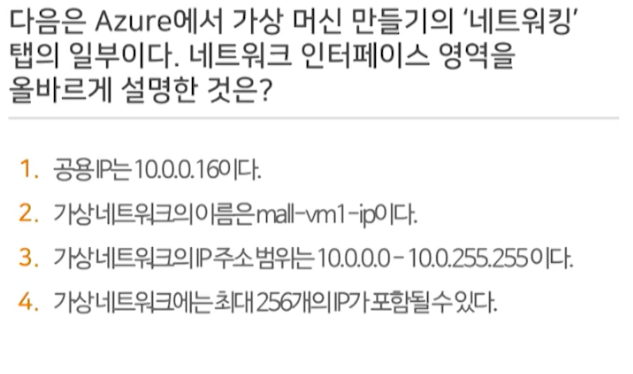 다음은 Azure에서 가상 머신 만들기의 ‘네트워킹’
탭의 일부이다. 네트워크 인터페이스 영역을
올바르게 설명한 것은?
1. 공용IP는 10.0.0.16이다.
2. 가상네트워크의이름은mall-vm1-ip이다.
3. 가상네트워크의IP주소범위는 10.0.0.0 - 10.0.255.255이다.
4. 가상네트워크에는최대256개의IP가포함될수있다.